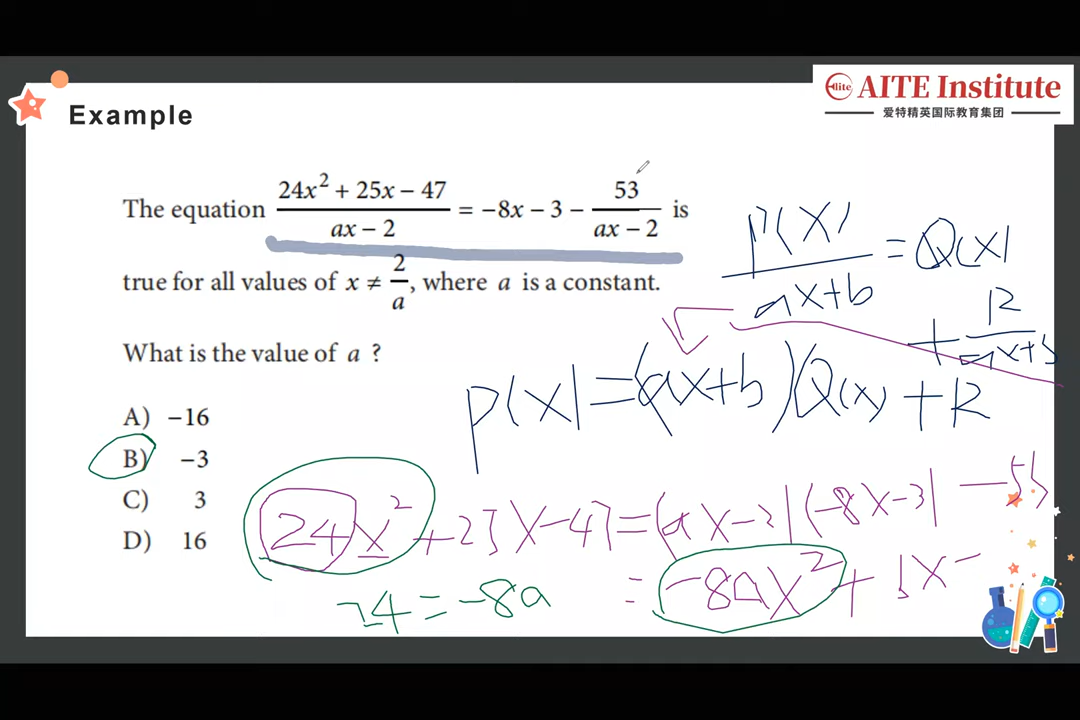 Elite AITE Institute
爱特精英国际教育集团
Example
The equation (24x² + 25x − 47)/(ax − 2) = −8x − 3 − 53/(ax − 2) is
true for all values of x ≠ 2/a, where a is a constant.
What is the value of a ?
A) −16
B) −3
C) 3
D) 16
P(X)/(ax+b) = Q(X) + R/(ax+b)
P(X) = (ax+b)Q(x) + R
24x² + 25x − 47 = (ax−2)(−8x−3) − 53
= −8ax² +
24 = −8a